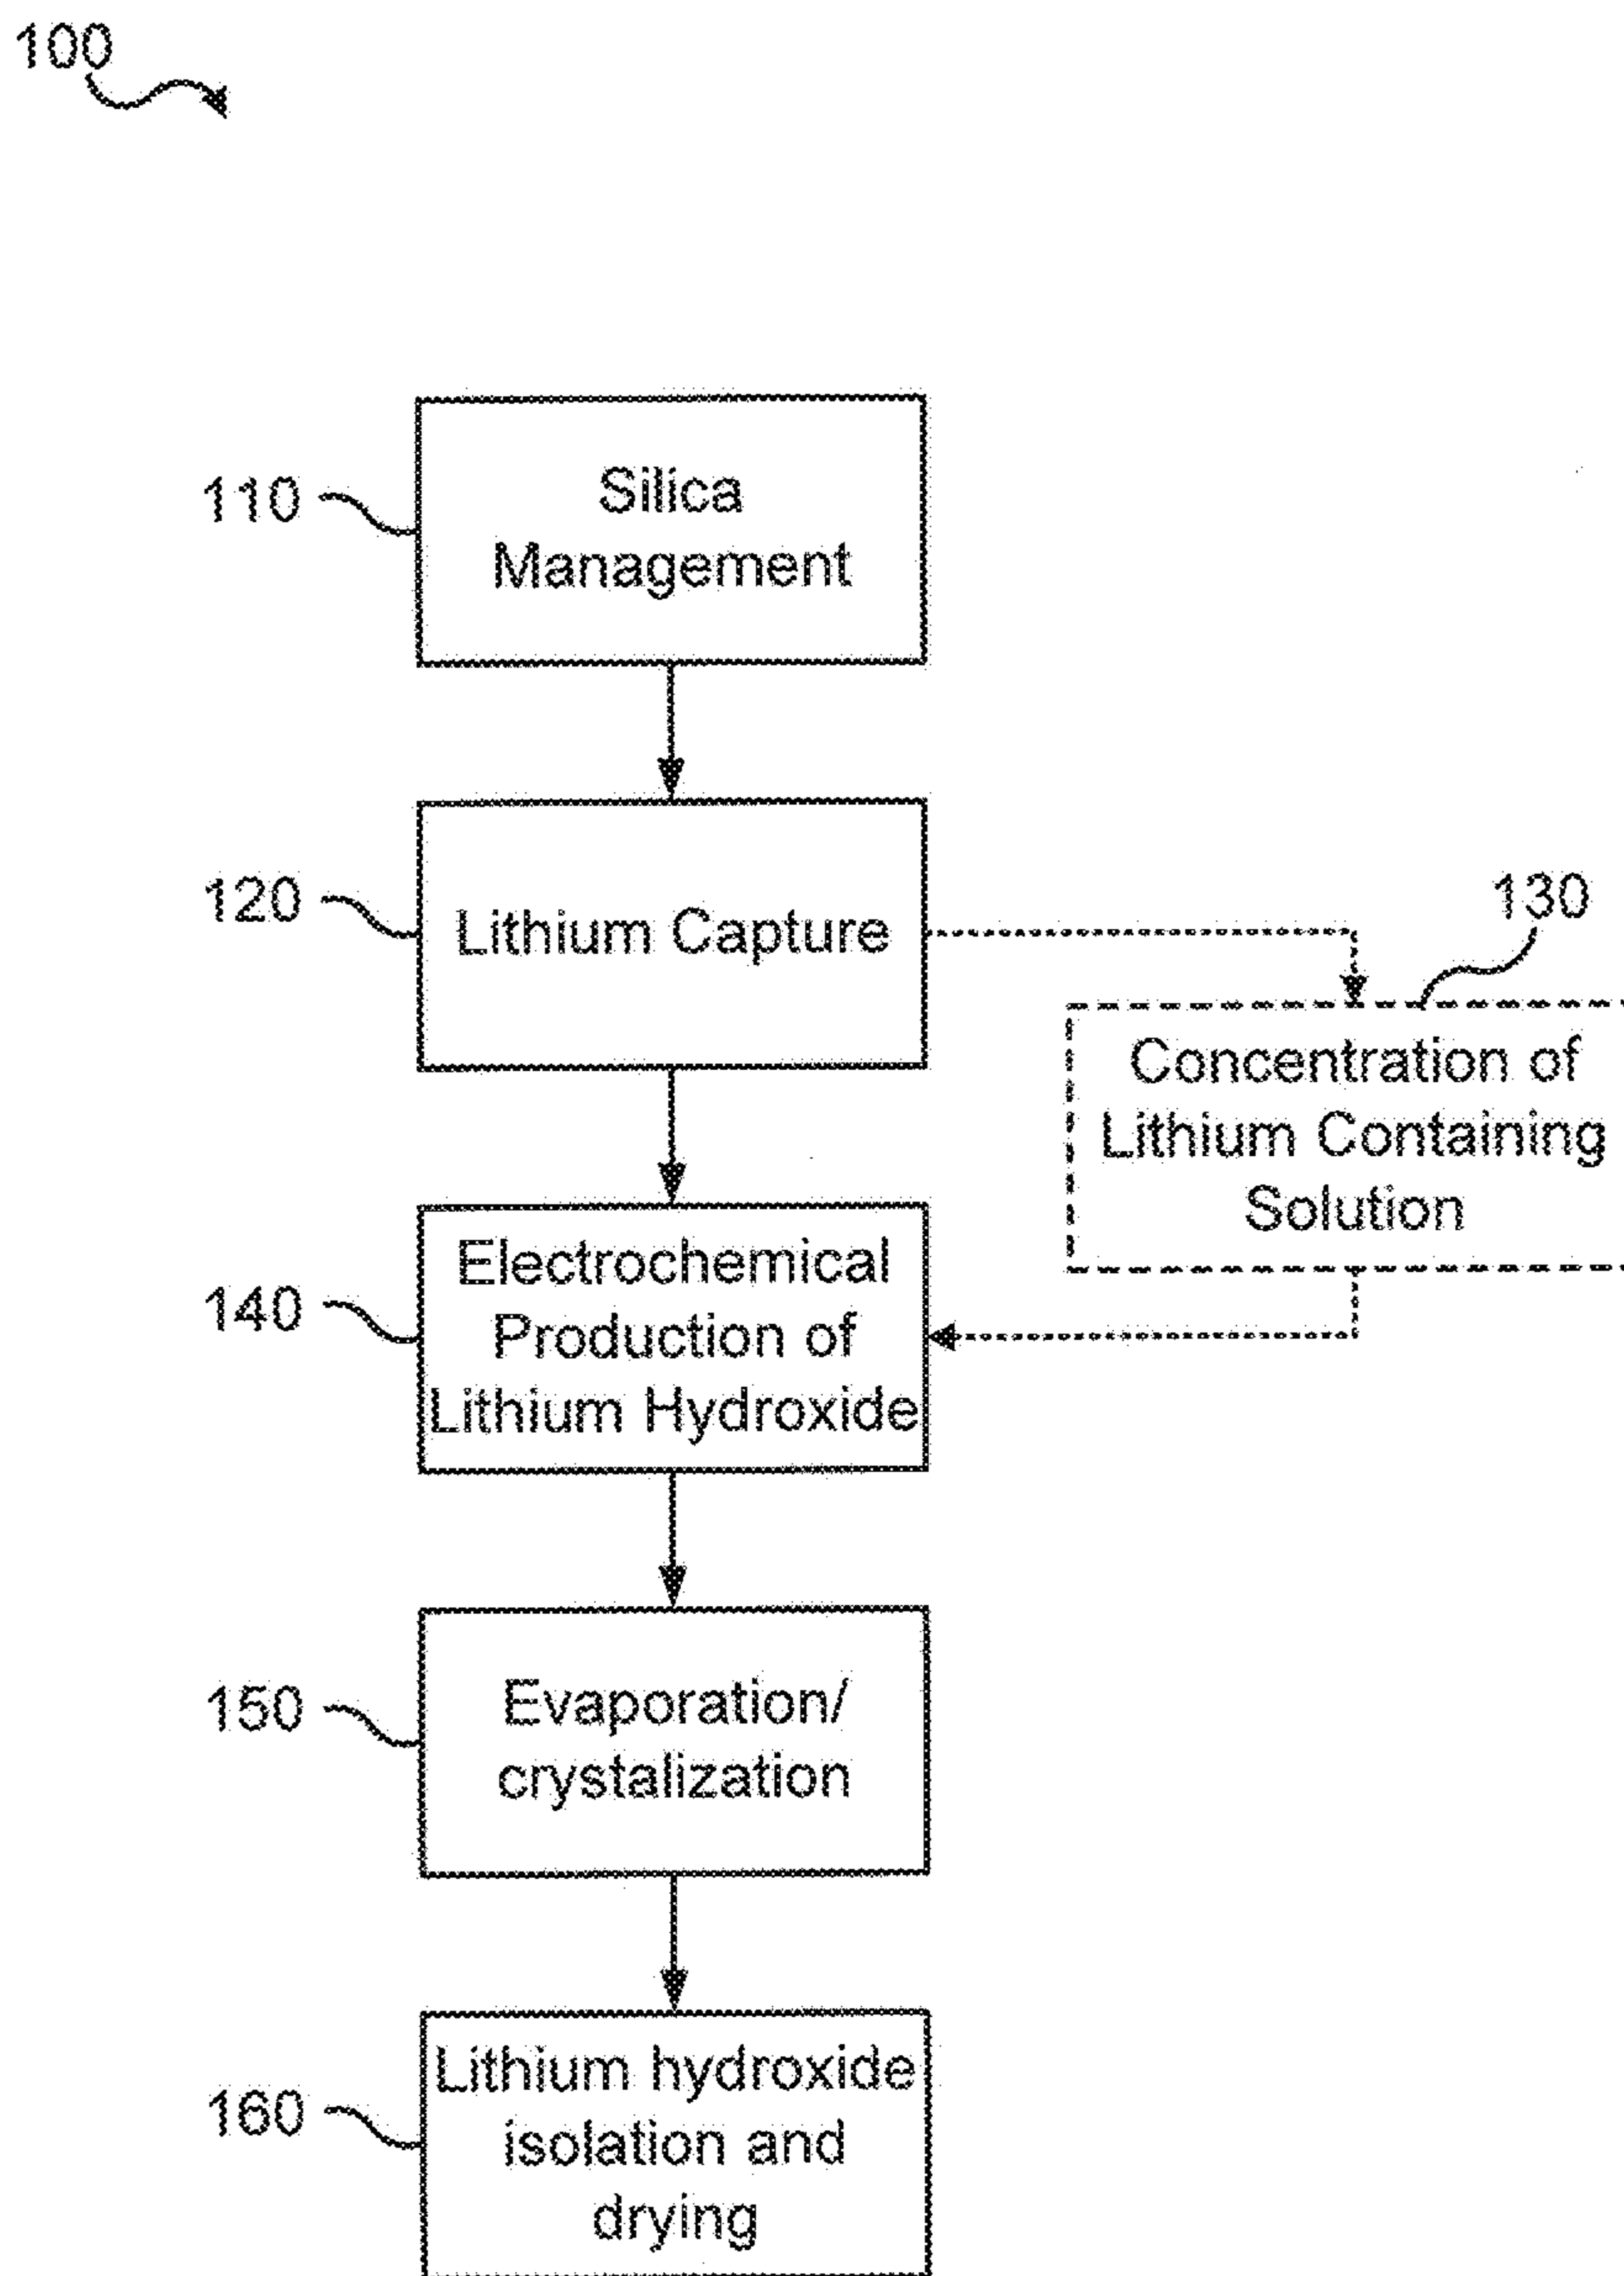 100
110
Silica
Management
120
Lithium Capture
130
Concentration of
Lithium Containing
Solution
140
Electrochemical
Production of
Lithium Hydroxide
150
Evaporation/
crystalization
160
Lithium hydroxide
isolation and
drying